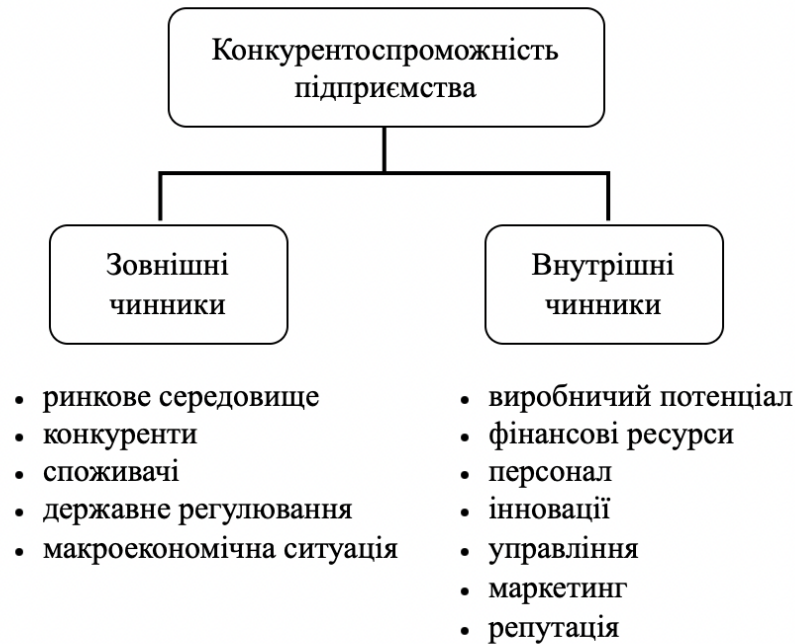 Конкурентоспроможність
підприємства
Зовнішні
чинники
• ринкове середовище
• конкуренти
• споживачі
• державне регулювання
• макроекономічна ситуація
Внутрішні
чинники
• виробничий потенціал
• фінансові ресурси
• персонал
• інновації
• управління
• маркетинг
• репутація